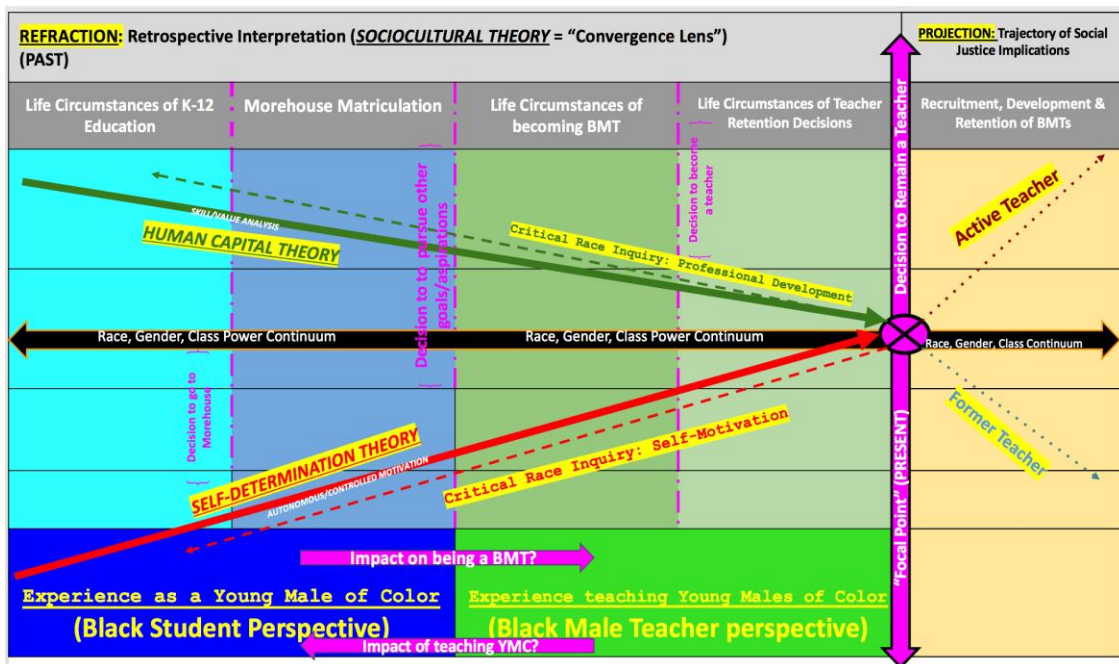 REFRACTION: Retrospective Interpretation (SOCIOCULTURAL THEORY = “Convergence Lens”)
(PAST)
PROJECTION: Trajectory of Social
Justice Implications
Life Circumstances of K-12
Education
Morehouse Matriculation
Life Circumstances of
becoming BMT
Life Circumstances of Teacher
Retention Decisions
Recruitment, Development &
Retention of BMTs
Decision to Remain a Teacher
Decision to to pursue other
goals/aspirations
Decision to become
a teacher
Active Teacher
SKILL/VALUE ANALYSIS
HUMAN CAPITAL THEORY
Critical Race Inquiry: Professional Development
Race, Gender, Class Power Continuum
Race, Gender, Class Power Continuum
Race, Gender, Class Continuum
Decision to go to
Morehouse
Former Teacher
SELF-DETERMINATION THEORY
AUTONOMOUS/CONTROLLED MOTIVATION
Critical Race Inquiry: Self-Motivation
“Focal Point” (PRESENT)
Impact on being a BMT?
Experience as a Young Male of Color
(Black Student Perspective)
Experience teaching Young Males of Color
(Black Male Teacher perspective)
Impact of teaching YMC?